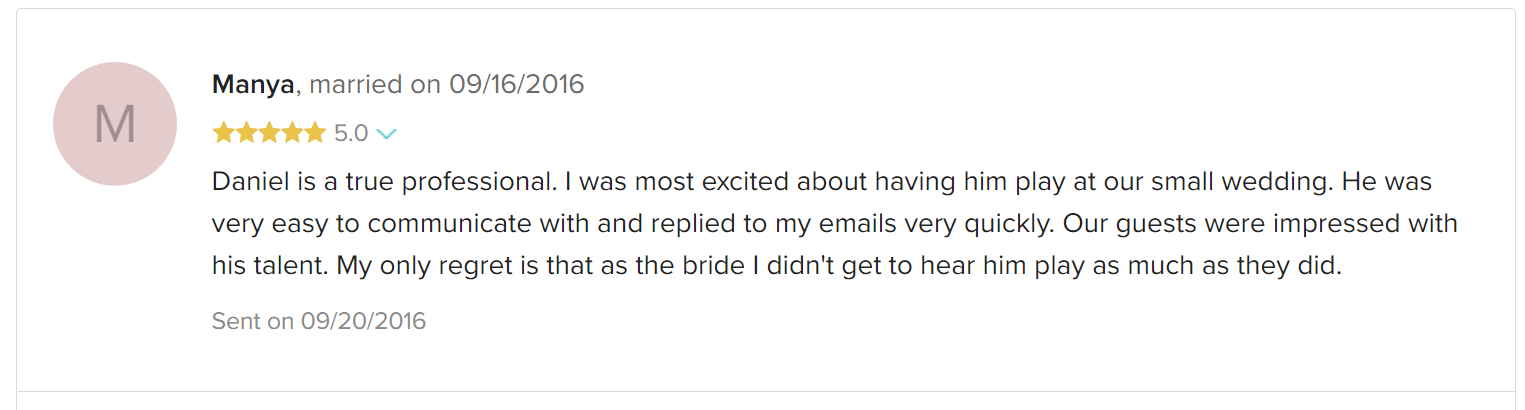 M
Manya, married on 09/16/2016
5.0
Daniel is a true professional. I was most excited about having him play at our small wedding. He was
very easy to communicate with and replied to my emails very quickly. Our guests were impressed with
his talent. My only regret is that as the bride I didn't get to hear him play as much as they did.
Sent on 09/20/2016